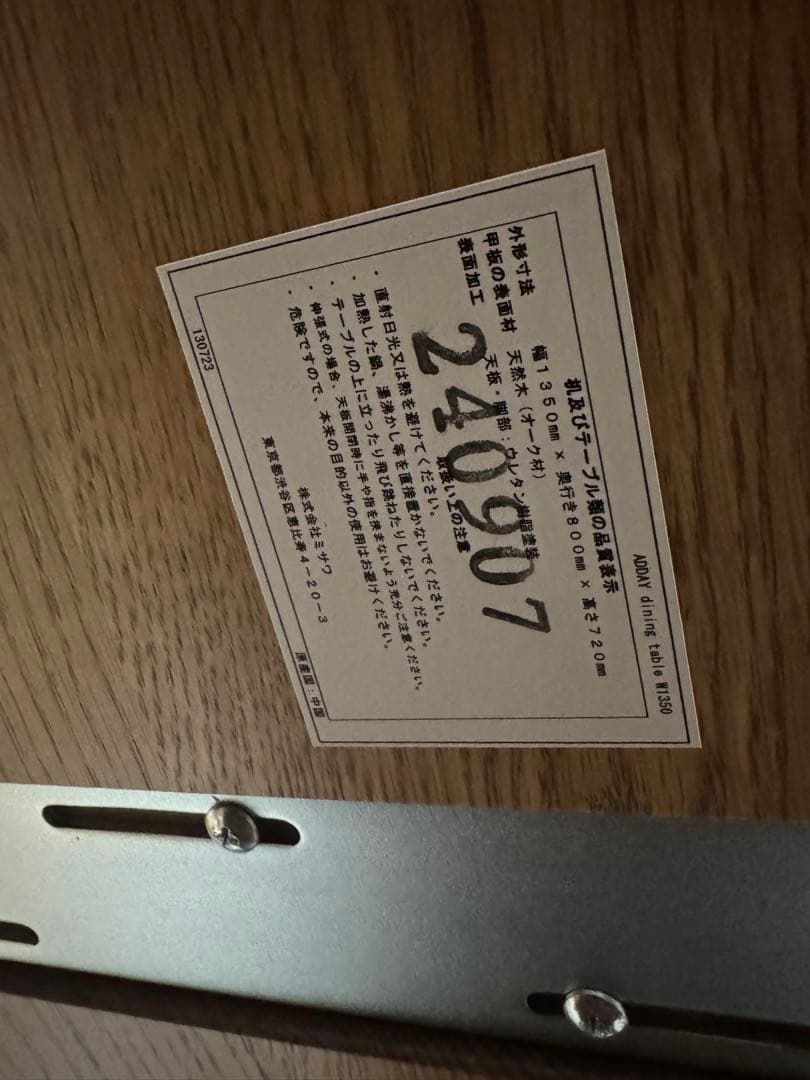 ADDAY dining table W1350
机及びテーブル類の品質表示
外形寸法 幅1350mm × 奥行き800mm × 高さ720mm
甲板の表面材 天然木（オーク材）
表面加工 天板・脚部：ウレタン樹脂塗装
取扱い上の注意
240907
・直射日光又は熱を避けてください。
・加熱した鍋、湯沸かし等を直接置かないでください。
・テーブルの上に立ったり飛び跳ねたりしないでください。
・伸張式の場合、天板開閉時に手や指を挟まないよう充分ご注意ください。
・危険ですので、本来の目的以外の使用はお避けください。
株式会社ミサワ
東京都渋谷区恵比寿4-20-3
原産国：中国
130723